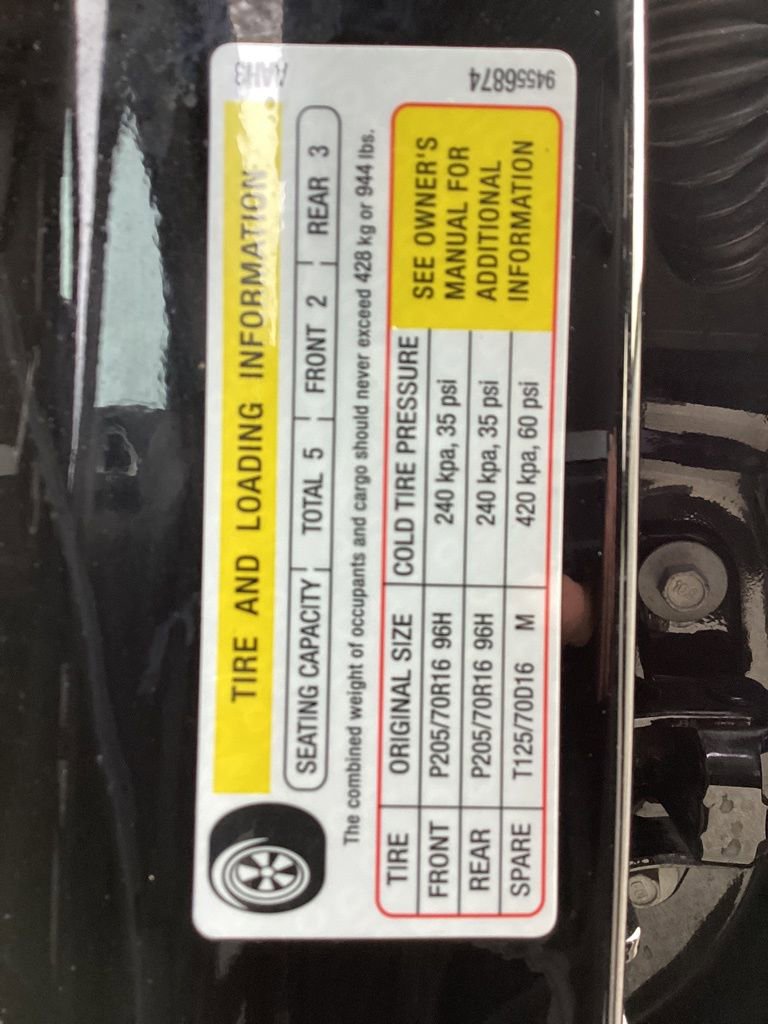 TIRE AND LOADING INFORMATION
SEATING CAPACITY TOTAL 5 FRONT 2 REAR 3
The combined weight of occupants and cargo should never exceed 428 kg or 944 lbs.
TIRE ORIGINAL SIZE COLD TIRE PRESSURE
FRONT P205/70R16 96H 240 kpa, 35 psi
REAR P205/70R16 96H 240 kpa, 35 psi
SPARE T125/70D16 M 420 kpa, 60 psi
SEE OWNER'S
MANUAL FOR
ADDITIONAL
INFORMATION
AAH3
94556874